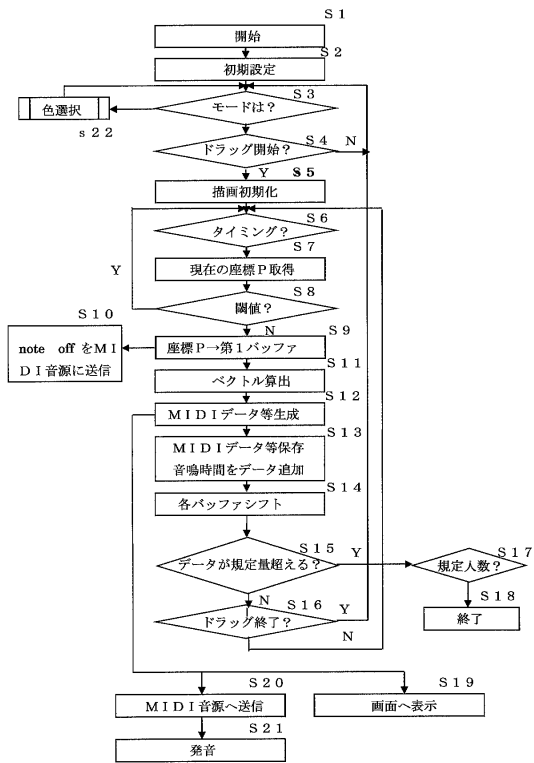 Ｓ１
開始
Ｓ２
初期設定
Ｓ３
モードは？
色選択
ｓ２２
Ｓ４
ドラッグ開始？
Ｎ
Ｙ
Ｓ５
描画初期化
Ｓ６
タイミング？
Ｓ７
現在の座標Ｐ取得
Ｙ
Ｓ８
閾値？
Ｎ
Ｓ９
座標Ｐ→第１バッファ
Ｓ１０
note off をＭＩ
ＤＩ音源に送信
Ｓ１１
ベクトル算出
Ｓ１２
ＭＩＤＩデータ等生成
Ｓ１３
ＭＩＤＩデータ等保存
音鳴時間をデータ追加
Ｓ１４
各バッファシフト
Ｓ１５
データが規定量超える？
Ｙ
Ｓ１７
規定人数？
Ｓ１８
終了
Ｎ
Ｓ１６
ドラッグ終了？
Ｙ
Ｎ
Ｓ２０
ＭＩＤＩ音源へ送信
Ｓ１９
画面へ表示
Ｓ２１
発音